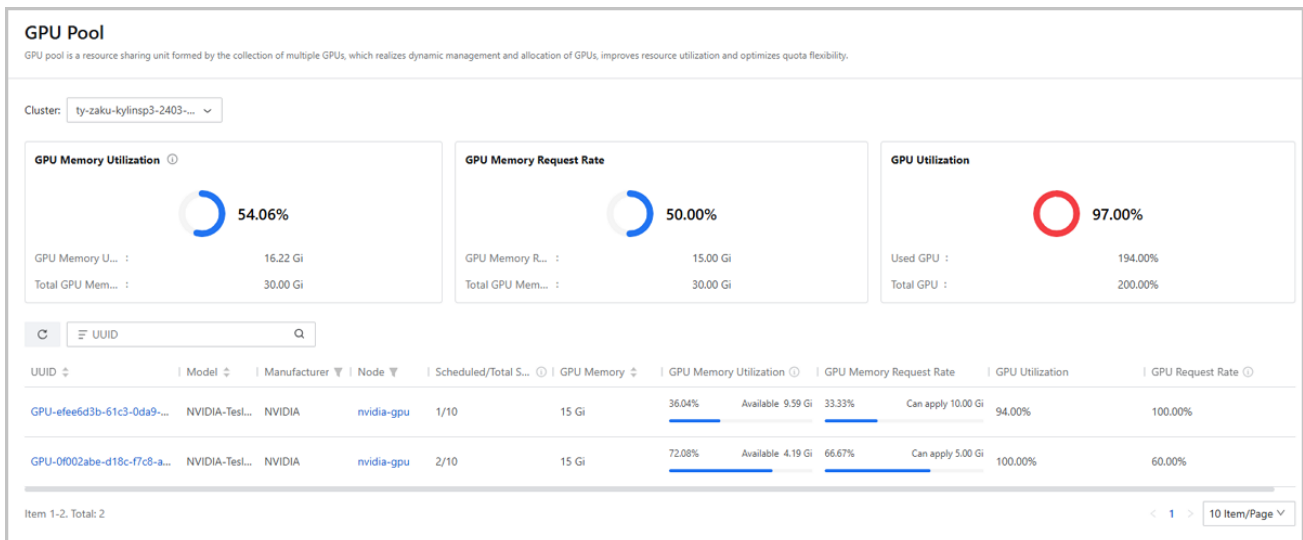 GPU Pool
GPU pool is a resource sharing unit formed by the collection of multiple GPUs, which realizes dynamic management and allocation of GPUs, improves resource utilization and optimizes quota flexibility.
Cluster: ty-zaku-kylinsp3-2403-...
GPU Memory Utilization
54.06%
GPU Memory U... : 16.22 Gi
Total GPU Mem... : 30.00 Gi
GPU Memory Request Rate
50.00%
GPU Memory R... : 15.00 Gi
Total GPU Mem... : 30.00 Gi
GPU Utilization
97.00%
Used GPU : 194.00%
Total GPU : 200.00%
UUID
UUID Model Manufacturer Node Scheduled/Total S... GPU Memory GPU Memory Utilization GPU Memory Request Rate GPU Utilization GPU Request Rate
GPU-efee6d3b-61c3-0da9-... NVIDIA-Tesl... NVIDIA nvidia-gpu 1/10 15 Gi 36.04% Available 9.59 Gi 33.33% Can apply 10.00 Gi 94.00% 100.00%
GPU-0f002abe-d18c-f7c8-a... NVIDIA-Tesl... NVIDIA nvidia-gpu 2/10 15 Gi 72.08% Available 4.19 Gi 66.67% Can apply 5.00 Gi 100.00% 60.00%
Item 1-2. Total: 2 < 1 > 10 Item/Page